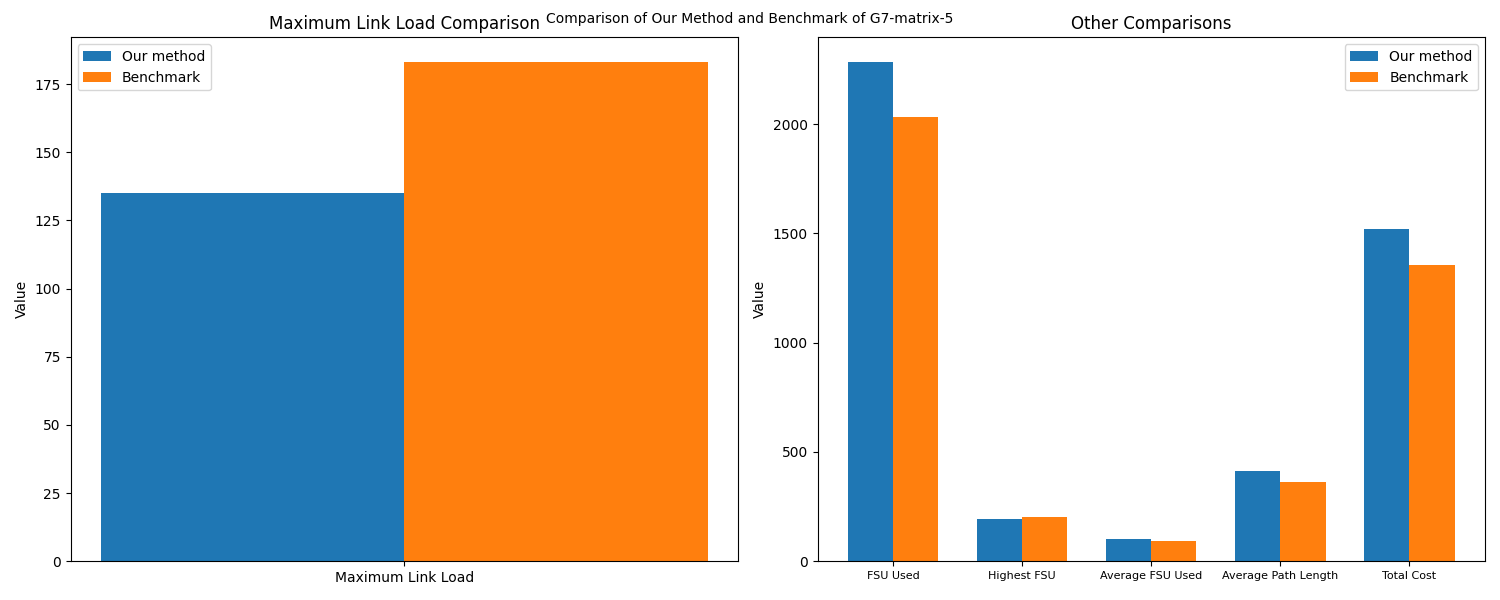 Comparison of Our Method and Benchmark of G7-matrix-5
Maximum Link Load Comparison
Our method
Benchmark
Value
175
150
125
100
75
50
25
0
Maximum Link Load
Other Comparisons
Our method
Benchmark
Value
2000
1500
1000
500
0
FSU Used
Highest FSU
Average FSU Used
Average Path Length
Total Cost